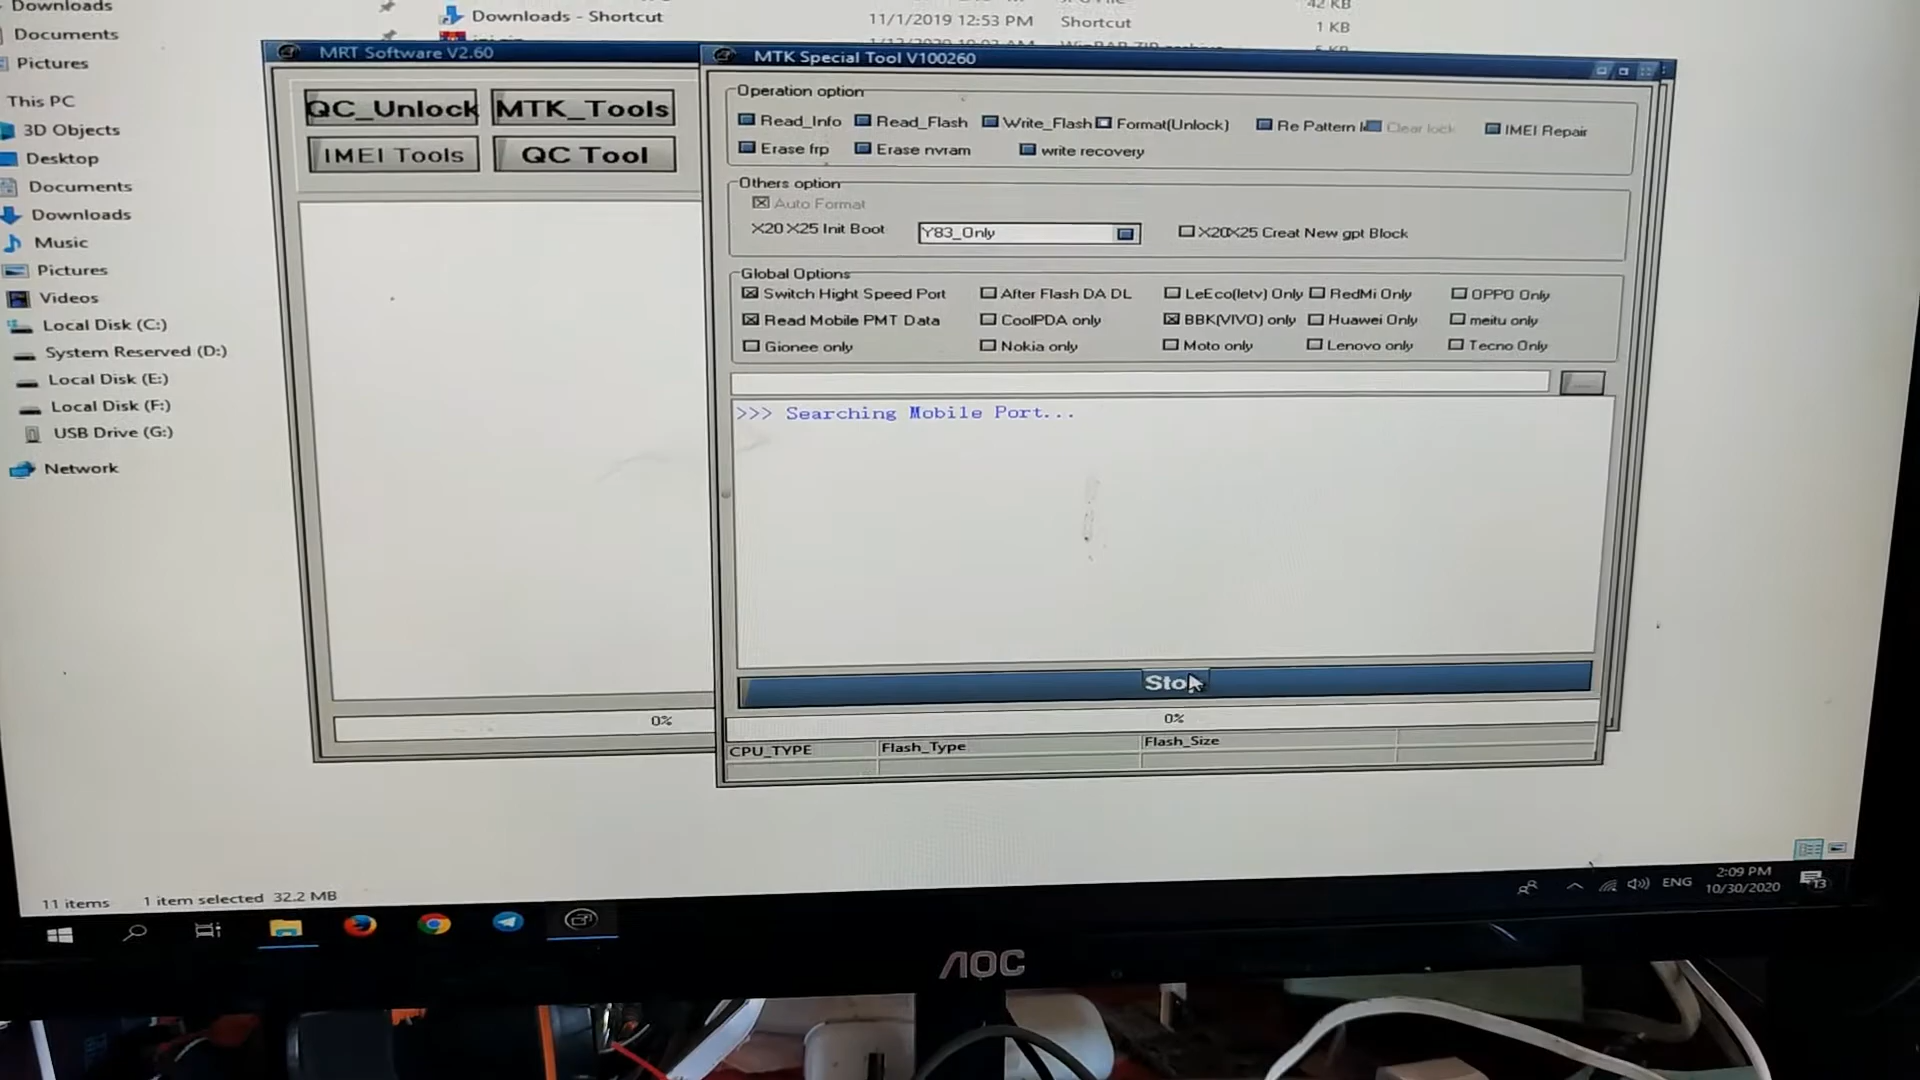 Downloads
Documents
Pictures
This PC
3D Objects
Desktop
Documents
Downloads
Music
Pictures
Videos
Local Disk (C:)
System Reserved (D:)
Local Disk (E:)
Local Disk (F:)
USB Drive (G:)
Network
Downloads - Shortcut
11/1/2019 12:53 PM
Shortcut
42 KB
1 KB
MRT Software V2.60
QC_Unlock
MTK_Tools
IMEI Tools
QC Tool
0%
MTK Special Tool V100260
Operation option
Read_Info
Read_Flash
Write_Flash
Format(Unlock)
Re Pattern l
Clear lock
IMEI Repair
Erase frp
Erase nvram
write recovery
Others option
Auto Format
X20 X25 Init Boot
Y83_Only
X20X25 Creat New gpt Block
Global Options
Switch Hight Speed Port
After Flash DA DL
LeEco(letv) Only
RedMi Only
OPPO Only
Read Mobile PMT Data
CoolPDA only
BBK(VIVO) only
Huawei Only
meitu only
Gionee only
Nokia only
Moto only
Lenovo only
Tecno Only
>>> Searching Mobile Port...
Stop
0%
CPU_TYPE
Flash_Type
Flash_Size
11 items
1 item selected
32.2 MB
ENG
2:09 PM
10/30/2020
13
AOC